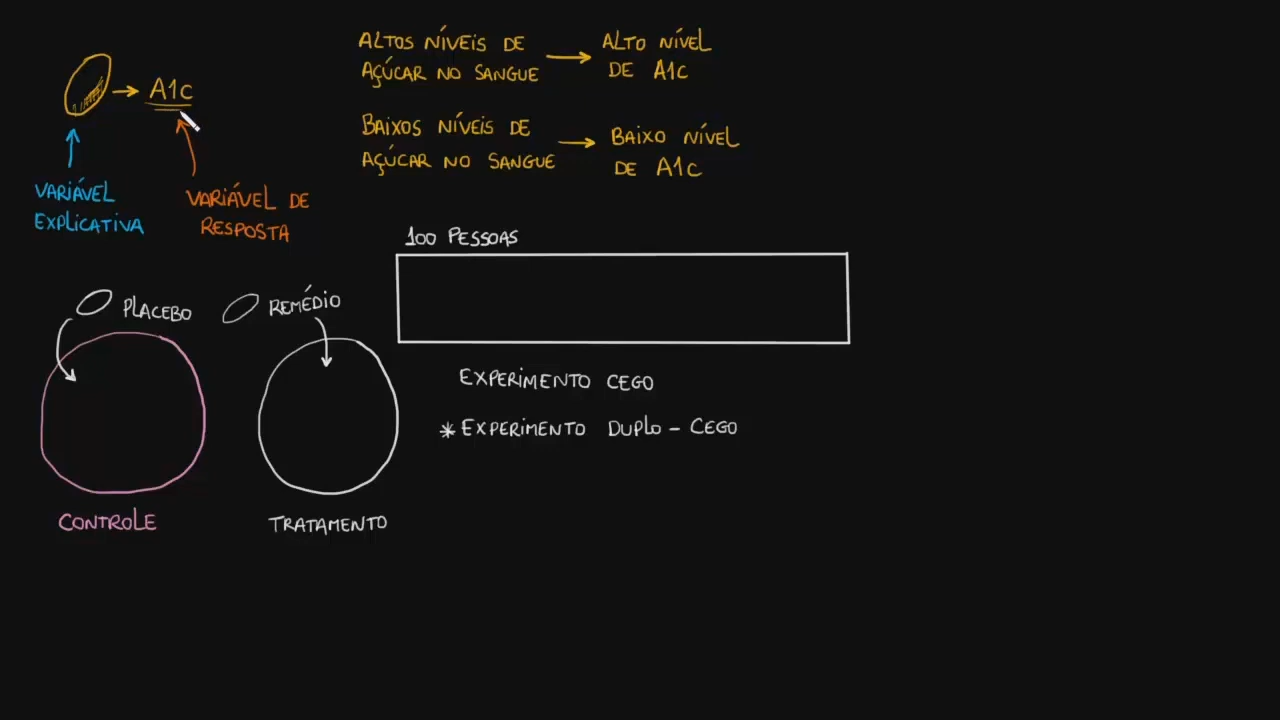 A1c
VARIÁVEL
EXPLICATIVA
VARIÁVEL DE
RESPOSTA
ALTOS NÍVEIS DE
AÇÚCAR NO SANGUE
ALTO NÍVEL
DE A1c
BAIXOS NÍVEIS DE
AÇÚCAR NO SANGUE
BAIXO NÍVEL
DE A1c
100 PESSOAS
PLACEBO
REMÉDIO
CONTROLE
TRATAMENTO
EXPERIMENTO CEGO
*EXPERIMENTO DUPLO - CEGO